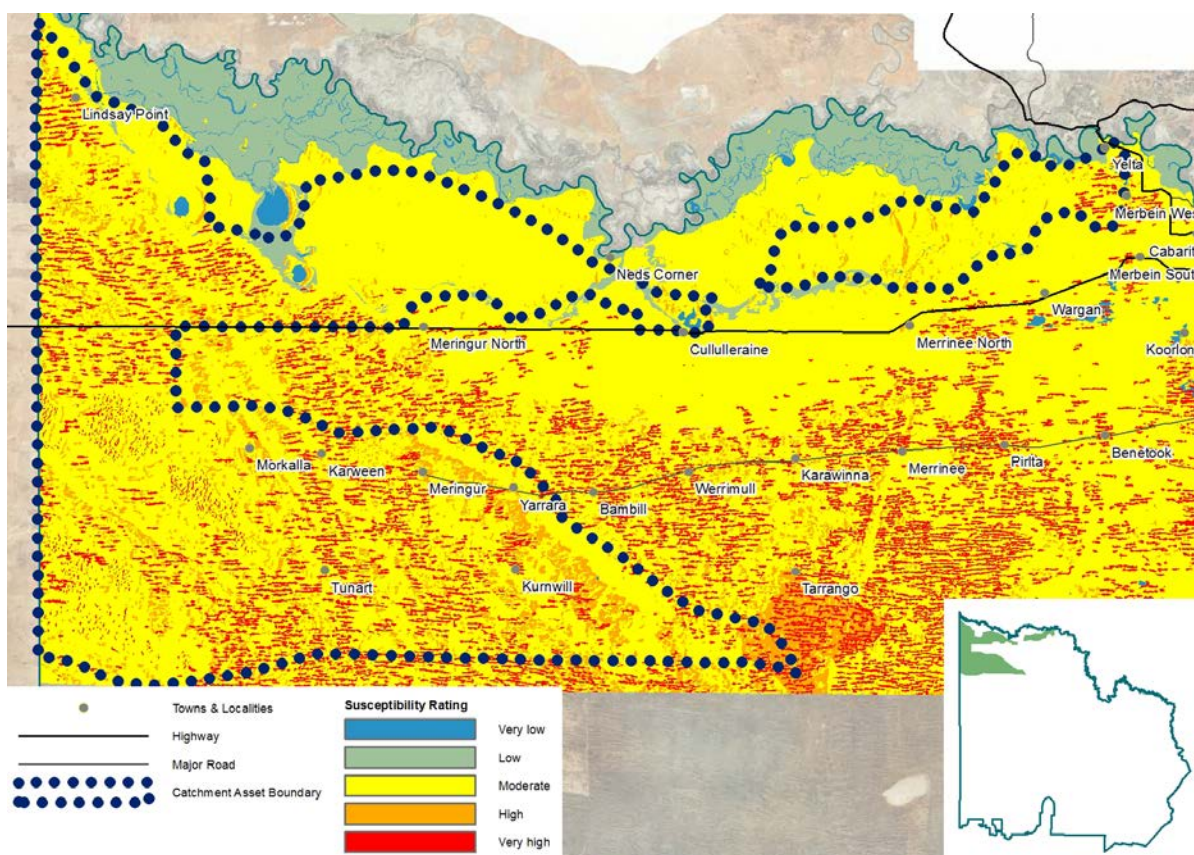 Lindsay Point
Yelta
Merbein Wes
Cabarit
Neds Corner
Merbein South
Wargan
Meringur North
Cullulleraine
Merrinee North
Koorlon
Morkalla
Karween
Meringur
Yarrara
Bambill
Werrimull
Karawinna
Merrinee
Pirlta
Benetook
Tunart
Kurnwill
Tarrango
Towns & Localities
Highway
Major Road
Catchment Asset Boundary
Susceptibility Rating
Very low
Low
Moderate
High
Very high